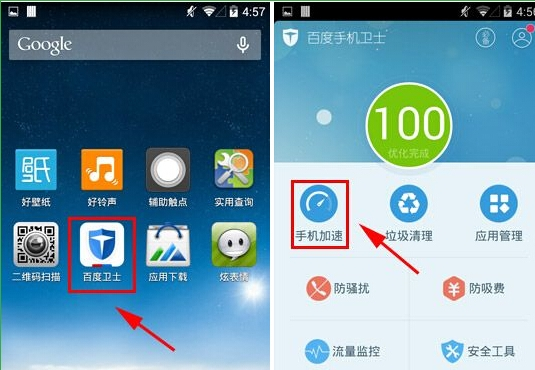 4:57
Google
纸
好壁纸
好铃声
辅助触点
实用查询
二维码扫描
百度卫士
应用下载
炫表情
4:56
百度手机卫士
100
优化完成
手机加速
垃圾清理
应用管理
防骚扰
防吸费
流量监控
安全工具